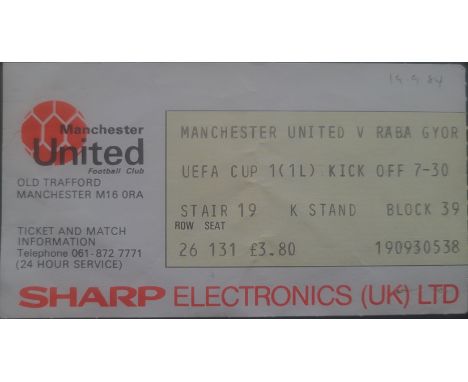 19.9.84
Manchester
United
Football Club
OLD TRAFFORD
MANCHESTER M16 0RA
TICKET AND MATCH
INFORMATION
Telephone 061-872 7771
(24 HOUR SERVICE)
MANCHESTER UNITED V RABA GYOR
UEFA CUP 1(1L) KICK OFF 7-30
STAIR 19 K STAND BLOCK 39
ROW SEAT
26 131 £3.80 190930538
SHARP ELECTRONICS (UK) LTD